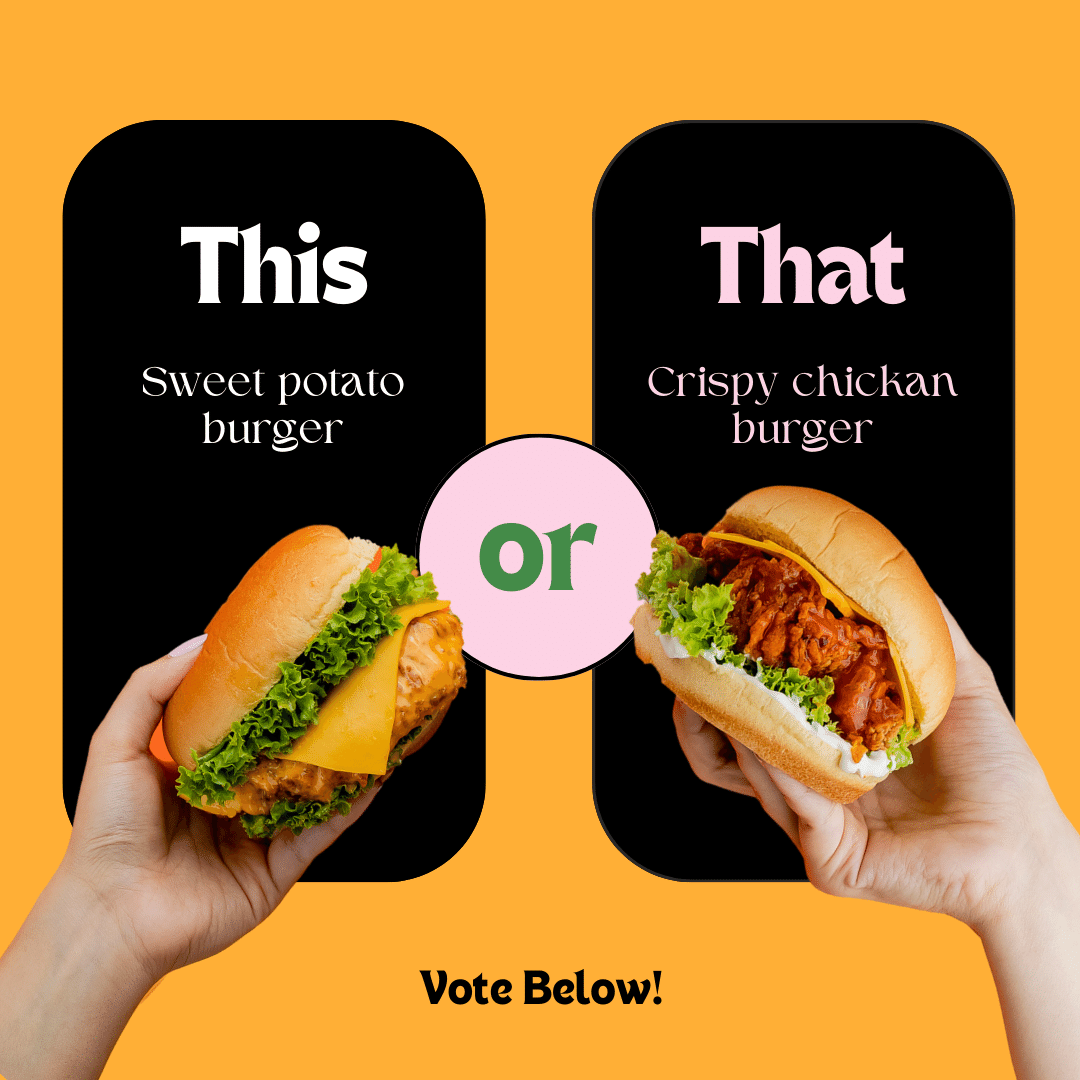 This
Sweet potato
burger
or
That
Crispy chickan
burger
Vote Below!